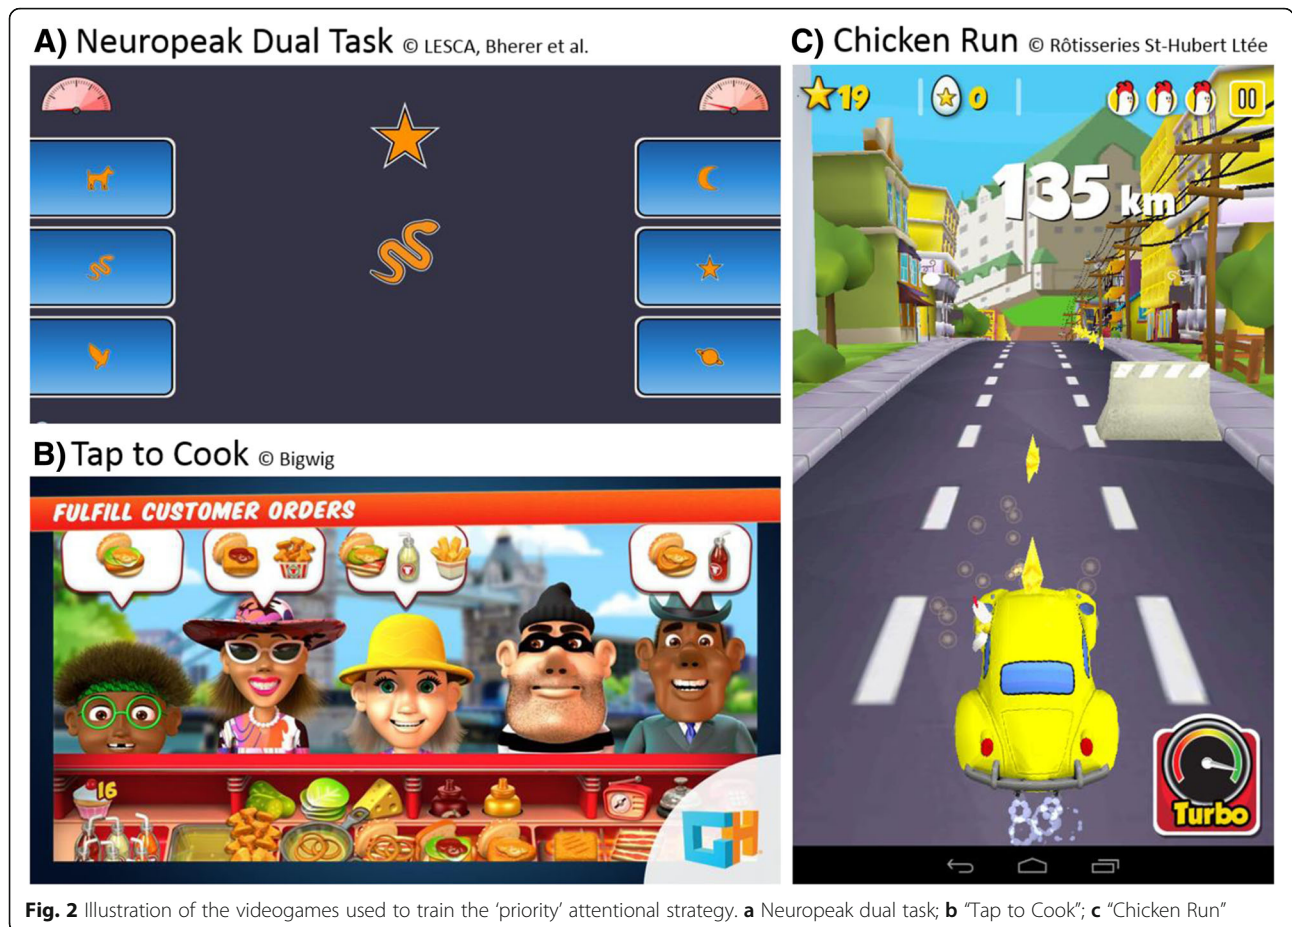 A) Neuropeak Dual Task © LESCA, Bherer et al.
B) Tap to Cook © Bigwig
FULFILL CUSTOMER ORDERS
16
GH
C) Chicken Run © Rôtisseries St-Hubert Ltée
19 0
135 km
Turbo
Fig. 2 Illustration of the videogames used to train the ‘priority’ attentional strategy. a Neuropeak dual task; b “Tap to Cook”; c “Chicken Run”